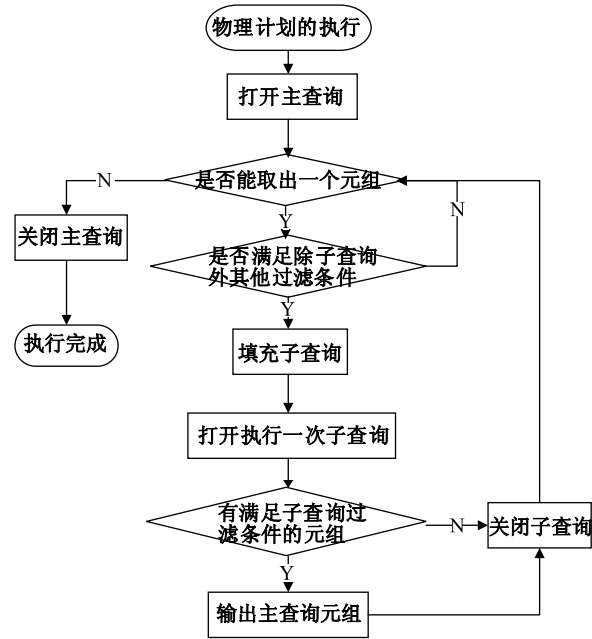 物理计划的执行
打开主查询
是否能取出一个元组
N
Y
N
关闭主查询
是否满足除子查询
外其他过滤条件
Y
执行完成
填充子查询
打开执行一次子查询
有满足子查询过
滤条件的元组
N
关闭子查询
Y
输出主查询元组